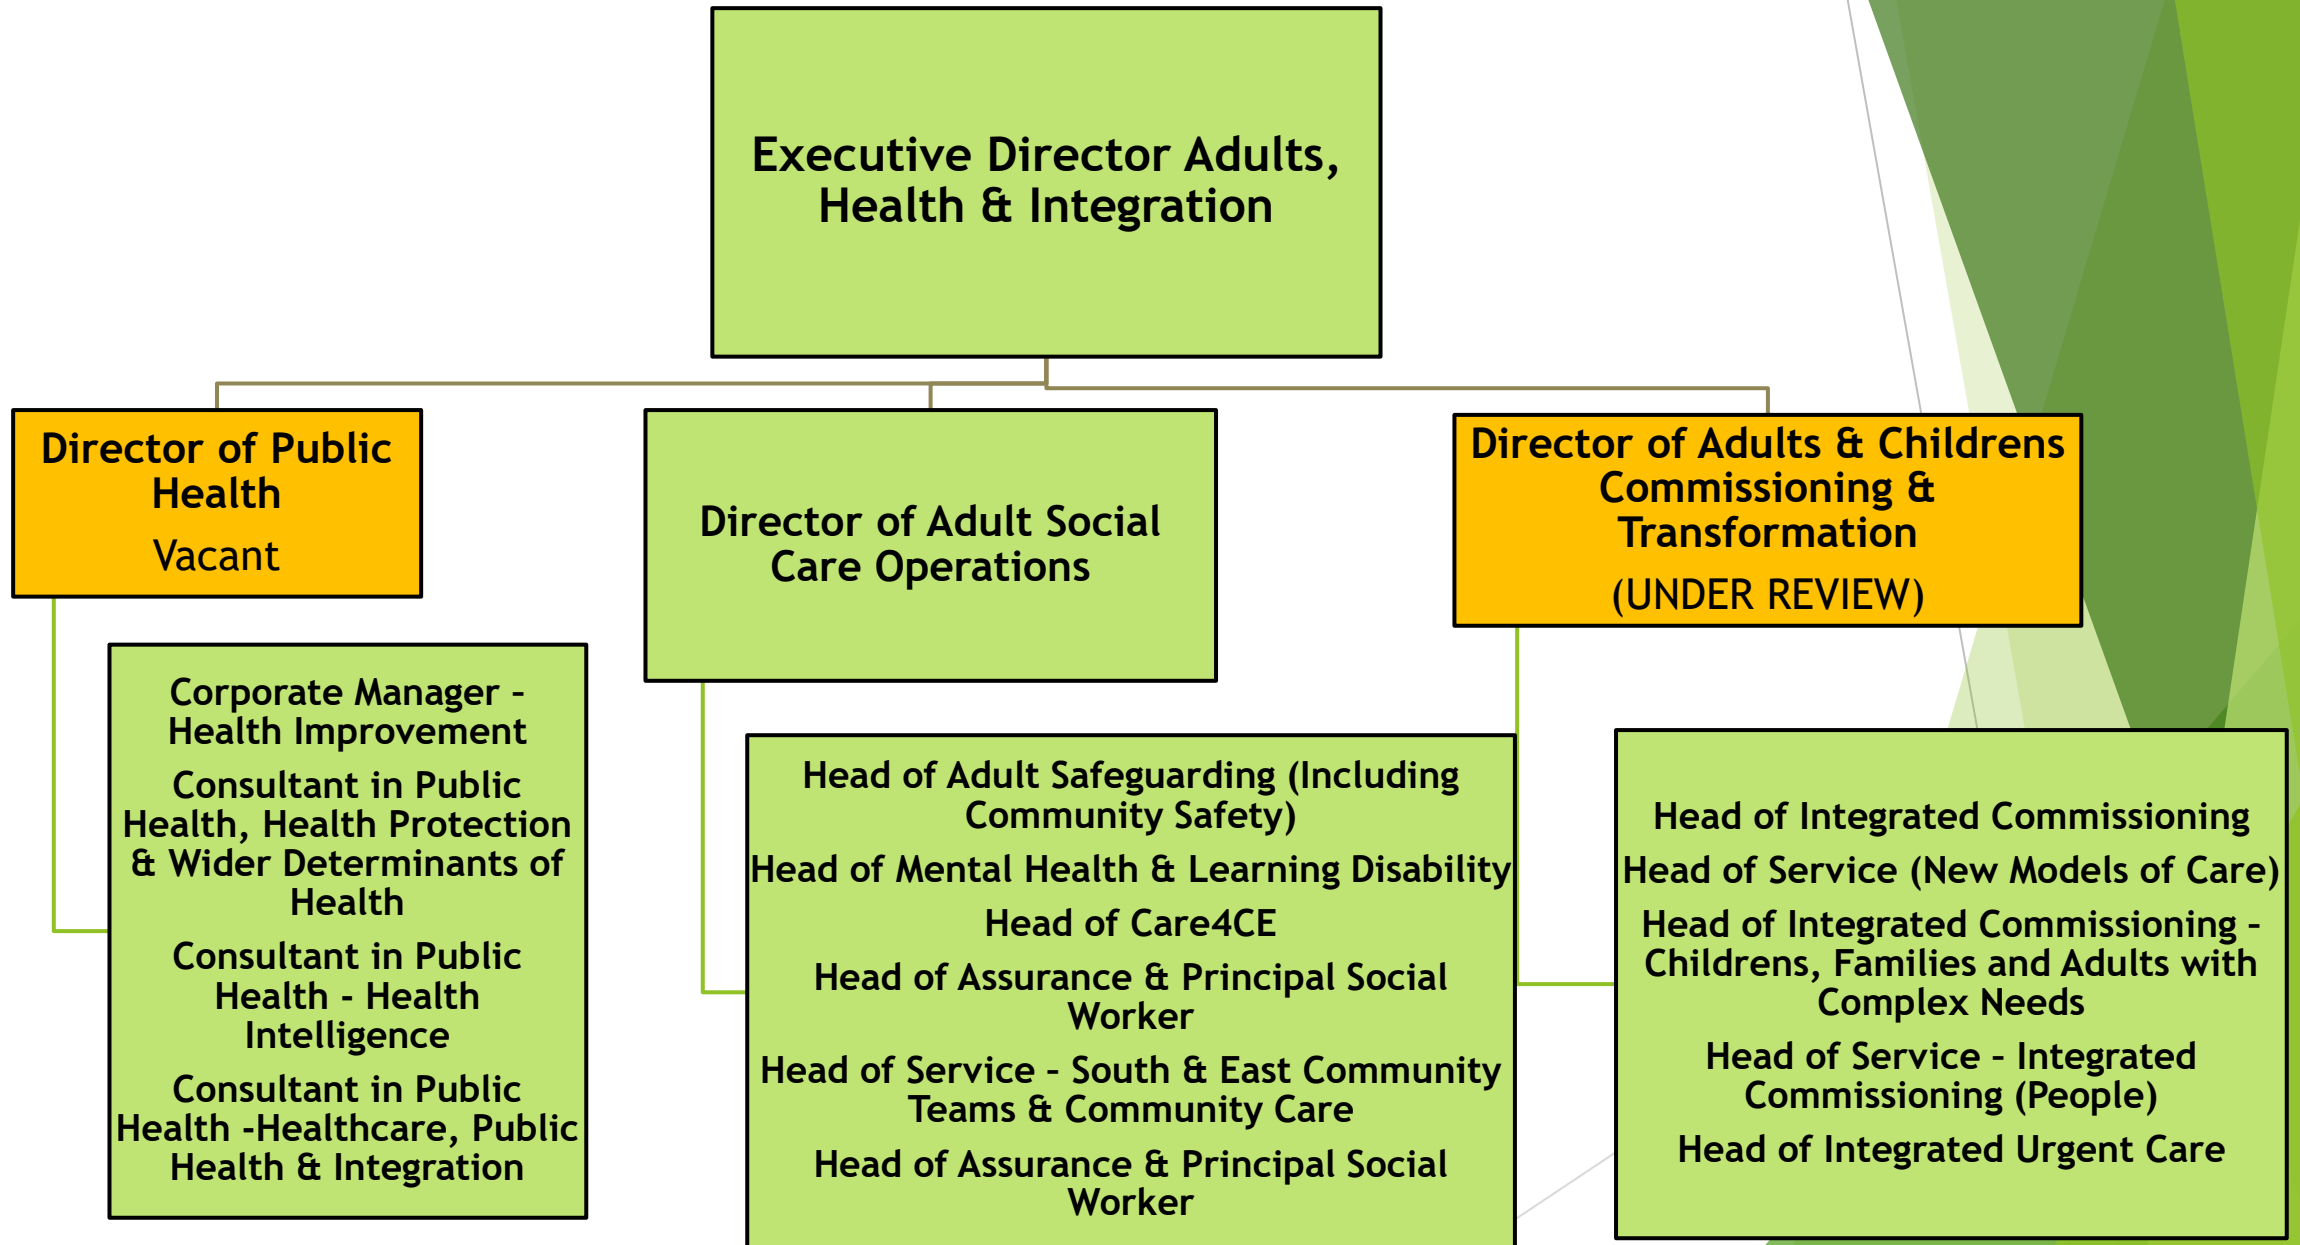 Executive Director Adults,
Health & Integration
Director of Public
Health
Vacant
Corporate Manager –
Health Improvement
Consultant in Public
Health, Health Protection
& Wider Determinants of
Health
Consultant in Public
Health - Health
Intelligence
Consultant in Public
Health -Healthcare, Public
Health & Integration
Director of Adult Social
Care Operations
Head of Adult Safeguarding (Including
Community Safety)
Head of Mental Health & Learning Disability
Head of Care4CE
Head of Assurance & Principal Social
Worker
Head of Service – South & East Community
Teams & Community Care
Head of Assurance & Principal Social
Worker
Director of Adults & Childrens
Commissioning &
Transformation
(UNDER REVIEW)
Head of Integrated Commissioning
Head of Service (New Models of Care)
Head of Integrated Commissioning –
Childrens, Families and Adults with
Complex Needs
Head of Service – Integrated
Commissioning (People)
Head of Integrated Urgent Care